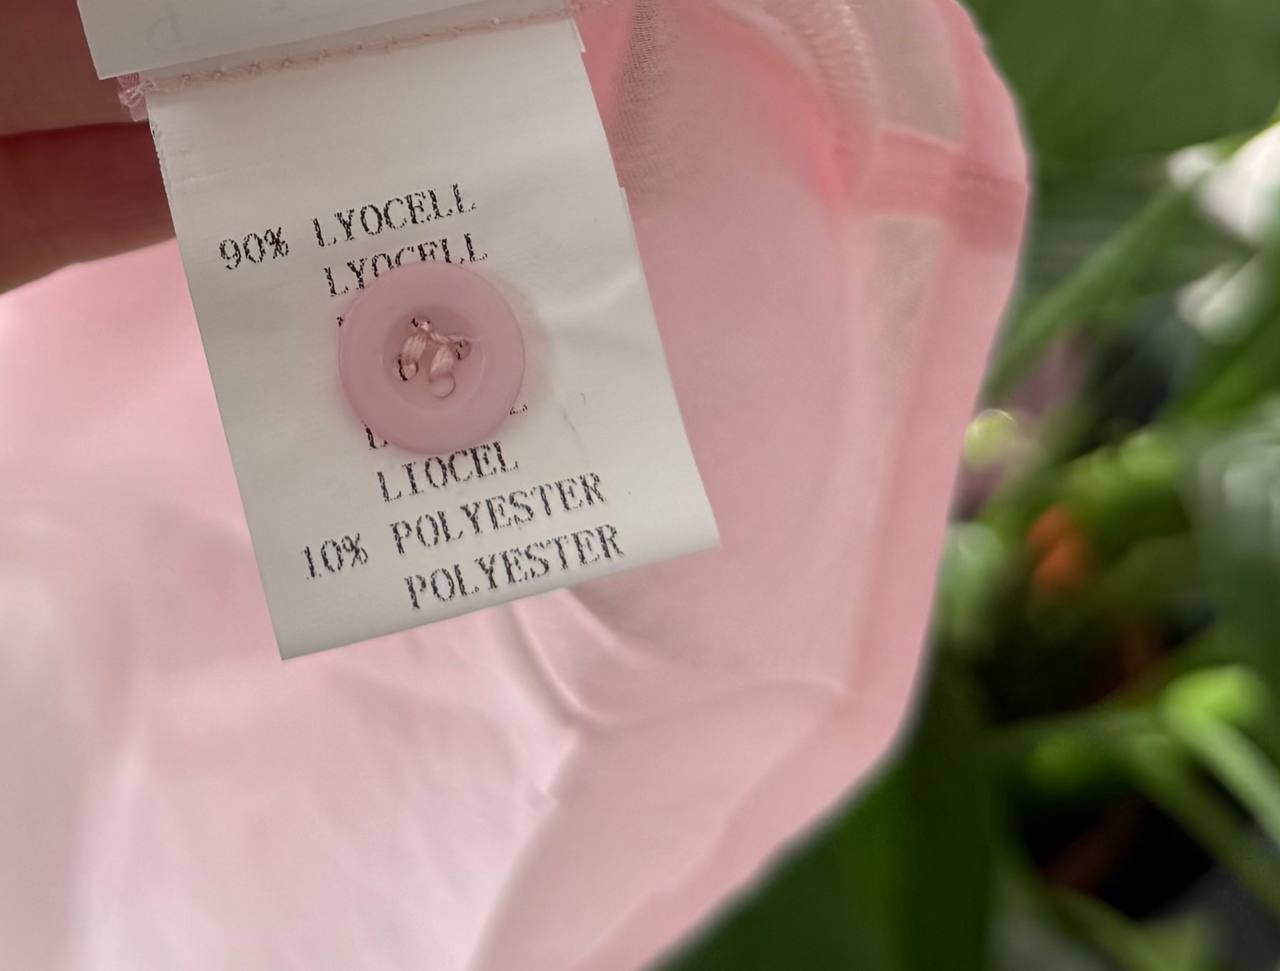 90% LYOCELL
LYOCELL
LIOCEL
10% POLYESTER
POLYESTER